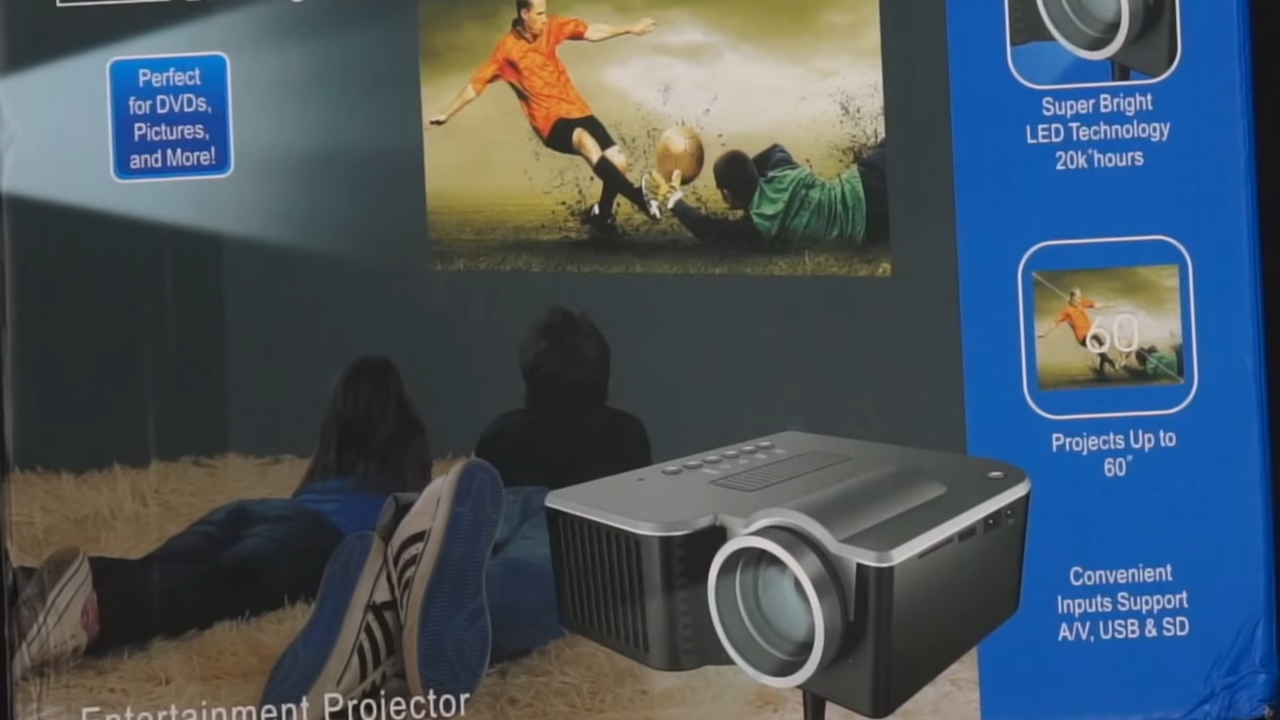 Perfect
for DVDs,
Pictures,
and More!
Super Bright
LED Technology
20k*hours
60
Projects Up to
60"
Convenient
Inputs Support
A/V, USB & SD
Entertainment Projector